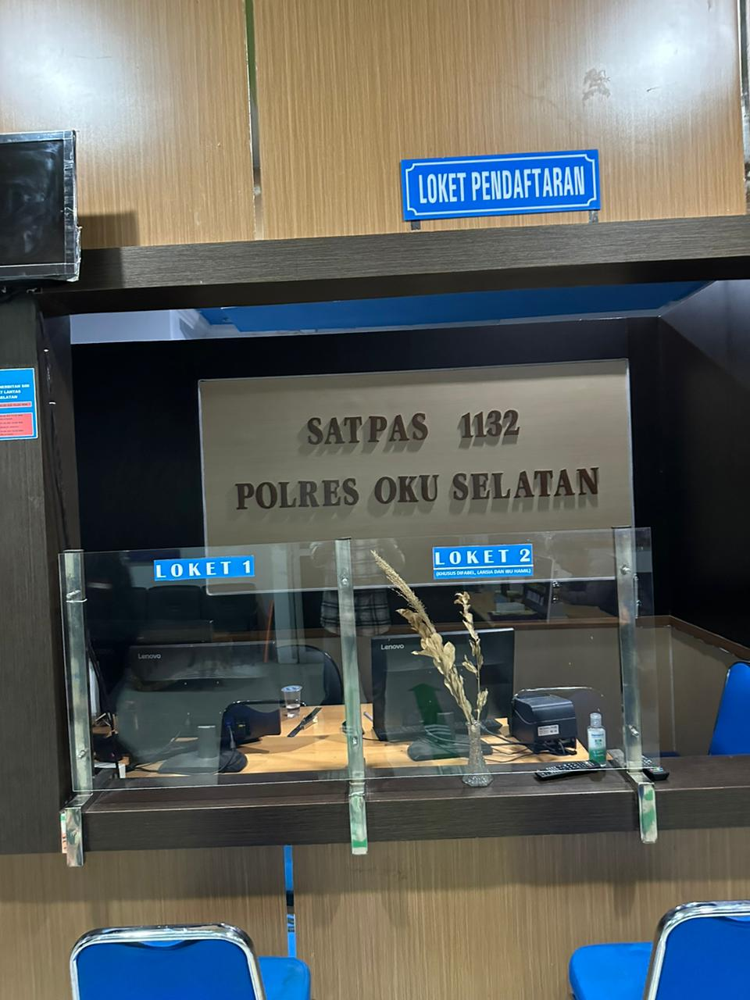 LOKET PENDAFTARAN
SATPAS 1132
POLRES OKU SELATAN
LOKET 1
LOKET 2
(KHUSUS DIFABEL, LANSIA DAN IBU HAMIL)
Lenovo
Lenovo